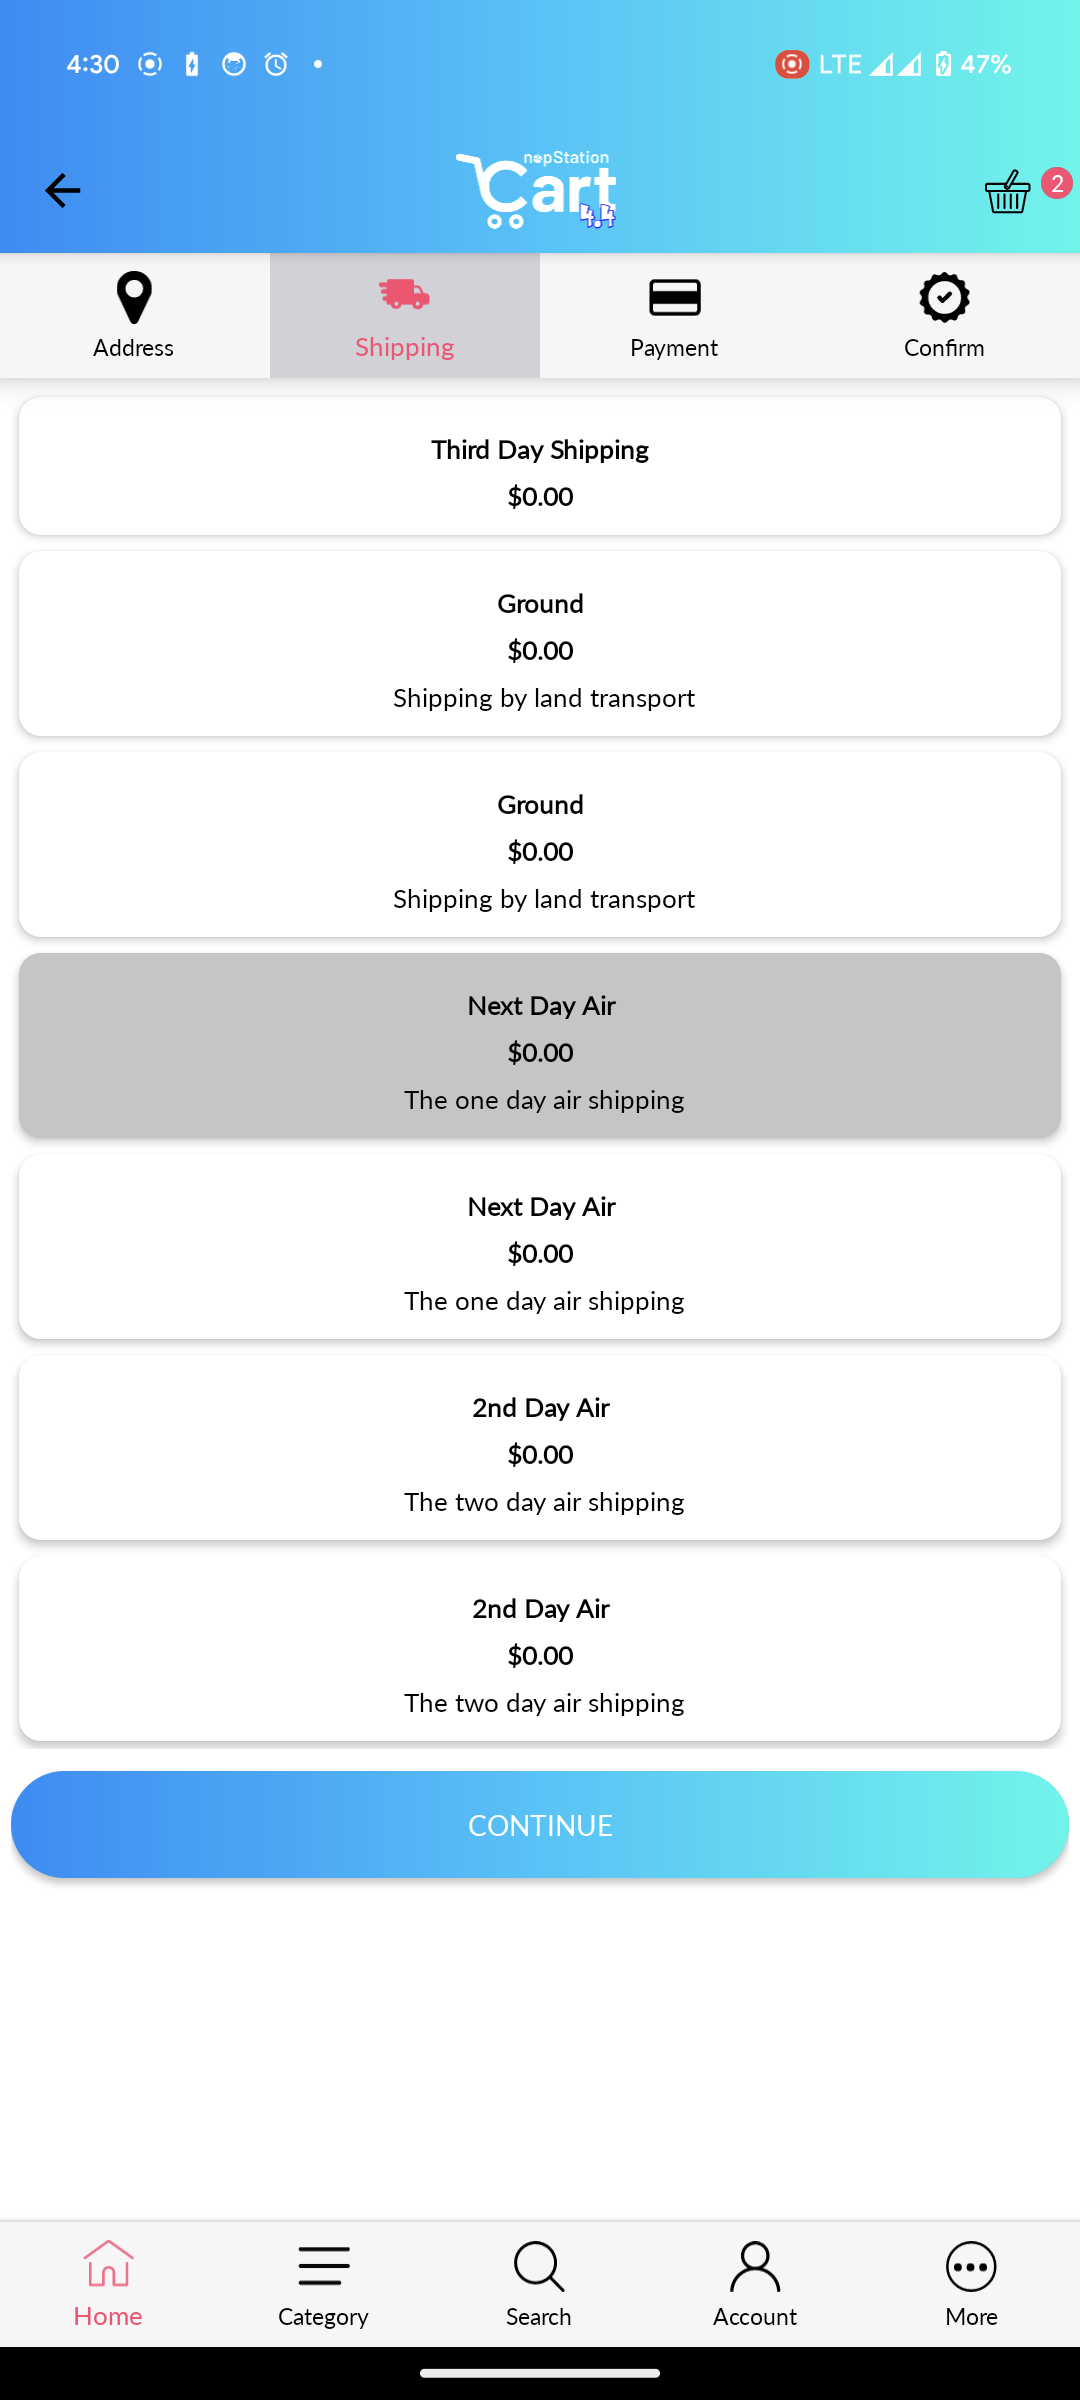 4:30
LTE
47%
nopStation
Cart
4.4
2
Address
Shipping
Payment
Confirm
Third Day Shipping
$0.00
Ground
$0.00
Shipping by land transport
Ground
$0.00
Shipping by land transport
Next Day Air
$0.00
The one day air shipping
Next Day Air
$0.00
The one day air shipping
2nd Day Air
$0.00
The two day air shipping
2nd Day Air
$0.00
The two day air shipping
CONTINUE
Home
Category
Search
Account
More